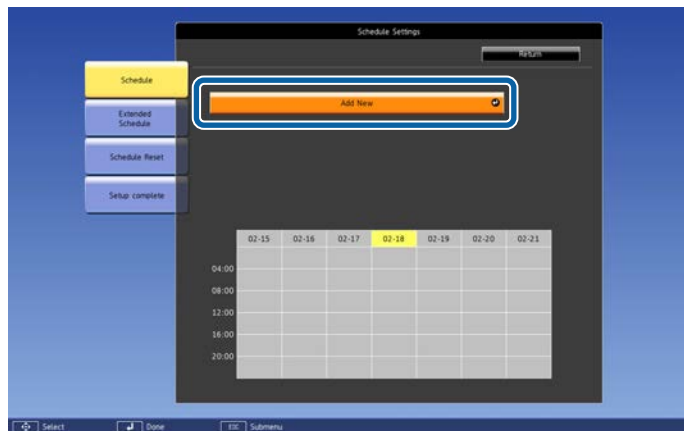 Schedule Settings
Return
Schedule
Add New
Extended
Schedule
Schedule Reset
Setup complete
02-15 02-16 02-17 02-18 02-19 02-20 02-21
04:00
08:00
12:00
16:00
20:00
Select Done ESC Submenu